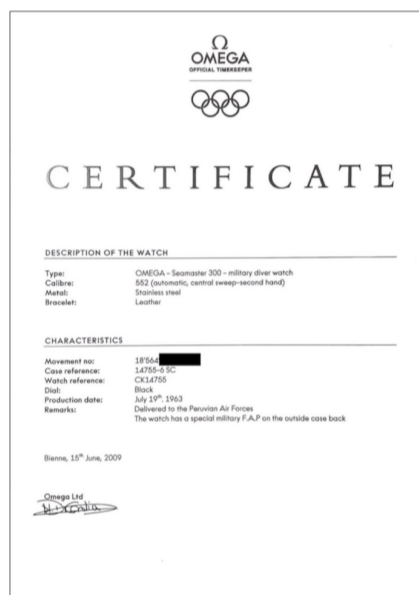 Ω
OMEGA
OFFICIAL TIMEKEEPER
CERTIFICATE
DESCRIPTION OF THE WATCH
Type: OMEGA - Seamaster 300 - military diver watch
Calibre: 552 (automatic, central sweep-second hand)
Metal: Stainless steel
Bracelet: Leather
CHARACTERISTICS
Movement no: 18'564
Case reference: 14755-6 SC
Watch reference: CK14755
Dial: Black
Production date: July 19th. 1963
Remarks: Delivered to the Peruvian Air Forces
The watch has a special military F.A.P on the outside case back
Bienne, 15th June, 2009
Omega Ltd